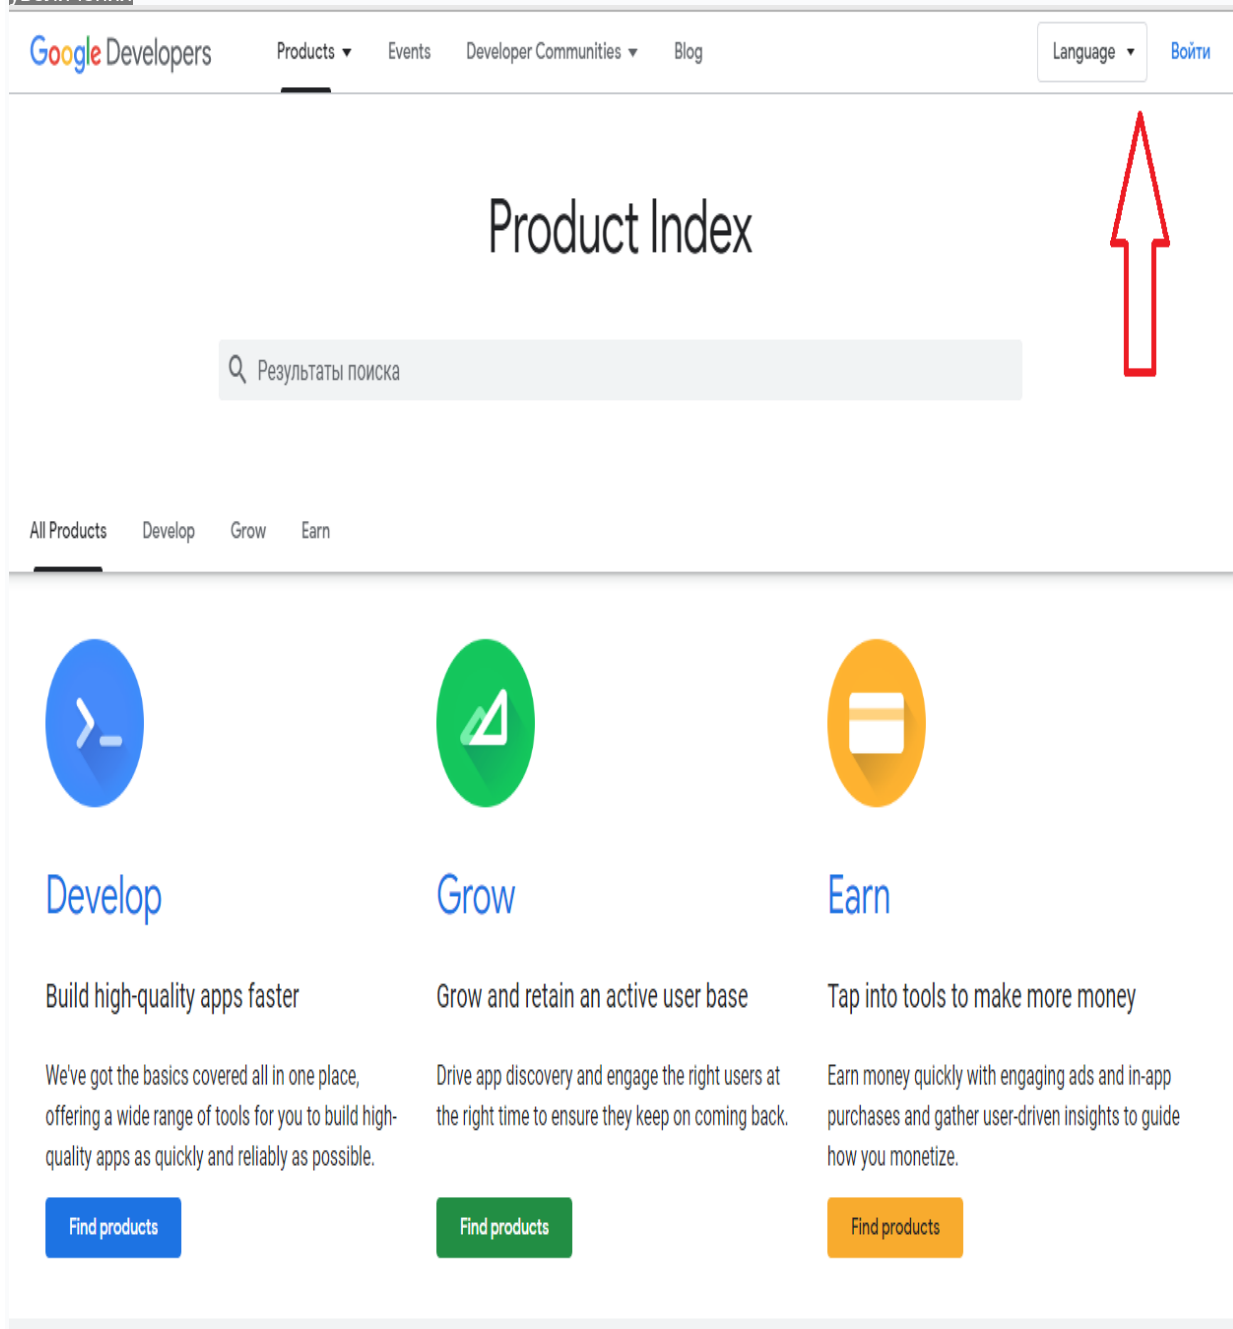 Google Developers Products Events Developer Communities Blog Language Войти
Product Index
Результаты поиска
All Products Develop Grow Earn
Develop
Build high-quality apps faster
We've got the basics covered all in one place,
offering a wide range of tools for you to build high-
quality apps as quickly and reliably as possible.
Find products
Grow
Grow and retain an active user base
Drive app discovery and engage the right users at
the right time to ensure they keep on coming back.
Find products
Earn
Tap into tools to make more money
Earn money quickly with engaging ads and in-app
purchases and gather user-driven insights to guide
how you monetize.
Find products